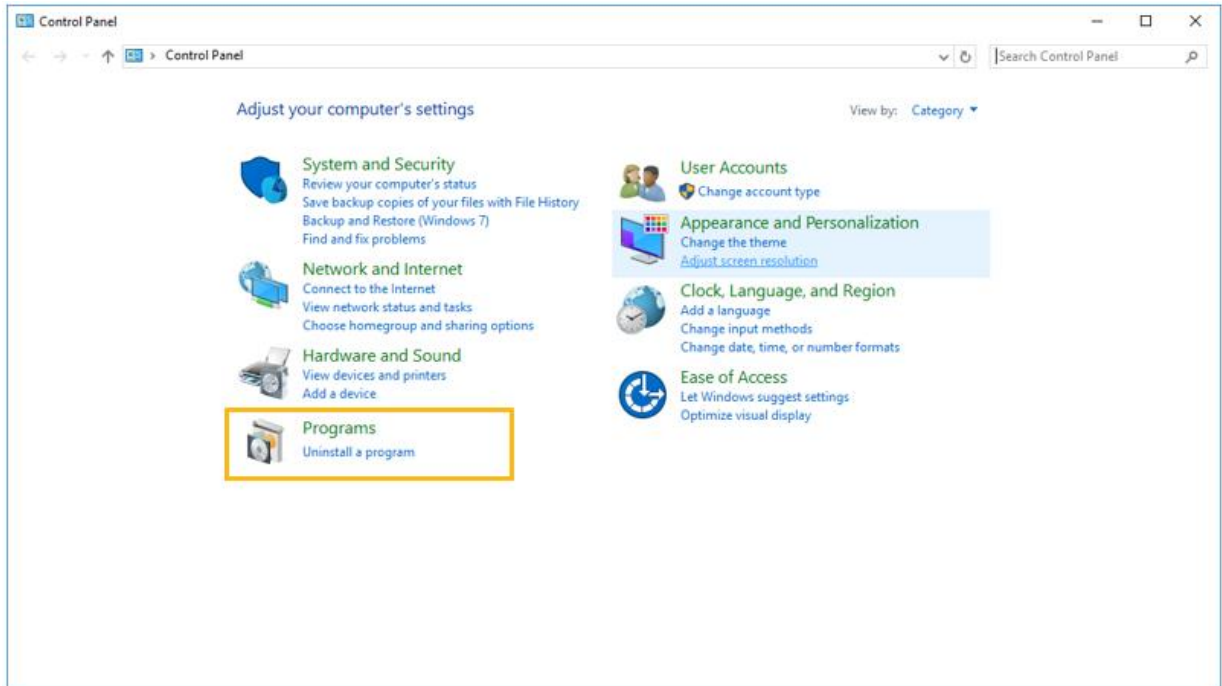 Control Panel
Control Panel
Search Control Panel
Adjust your computer's settings
View by: Category
System and Security
Review your computer's status
Save backup copies of your files with File History
Backup and Restore (Windows 7)
Find and fix problems
Network and Internet
Connect to the Internet
View network status and tasks
Choose homegroup and sharing options
Hardware and Sound
View devices and printers
Add a device
Programs
Uninstall a program
User Accounts
Change account type
Appearance and Personalization
Change the theme
Adjust screen resolution
Clock, Language, and Region
Add a language
Change input methods
Change date, time, or number formats
Ease of Access
Let Windows suggest settings
Optimize visual display